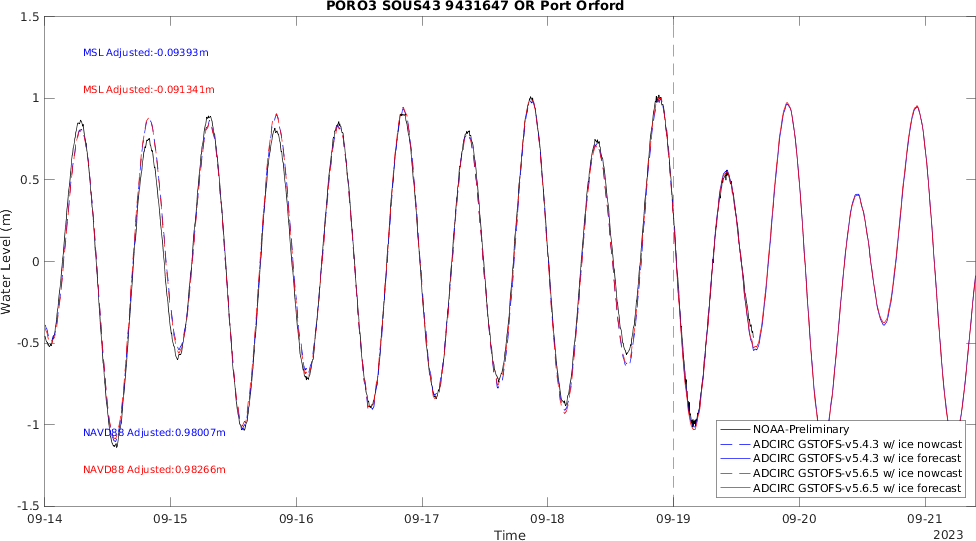 PORO3 SOUS43 9431647 OR Port Orford
1.5
MSL Adjusted:-0.09393m
MSL Adjusted:-0.091341m
1
0.5
0
-0.5
-1
-1.5
Water Level (m)
NAVD88 Adjusted:0.98007m
NAVD88 Adjusted:0.98266m
NOAA-Preliminary
ADCIRC GSTOFS-v5.4.3 w/ ice nowcast
ADCIRC GSTOFS-v5.4.3 w/ ice forecast
ADCIRC GSTOFS-v5.6.5 w/ ice nowcast
ADCIRC GSTOFS-v5.6.5 w/ ice forecast
09-14 09-15 09-16 09-17 09-18 09-19 09-20 09-21
Time
2023